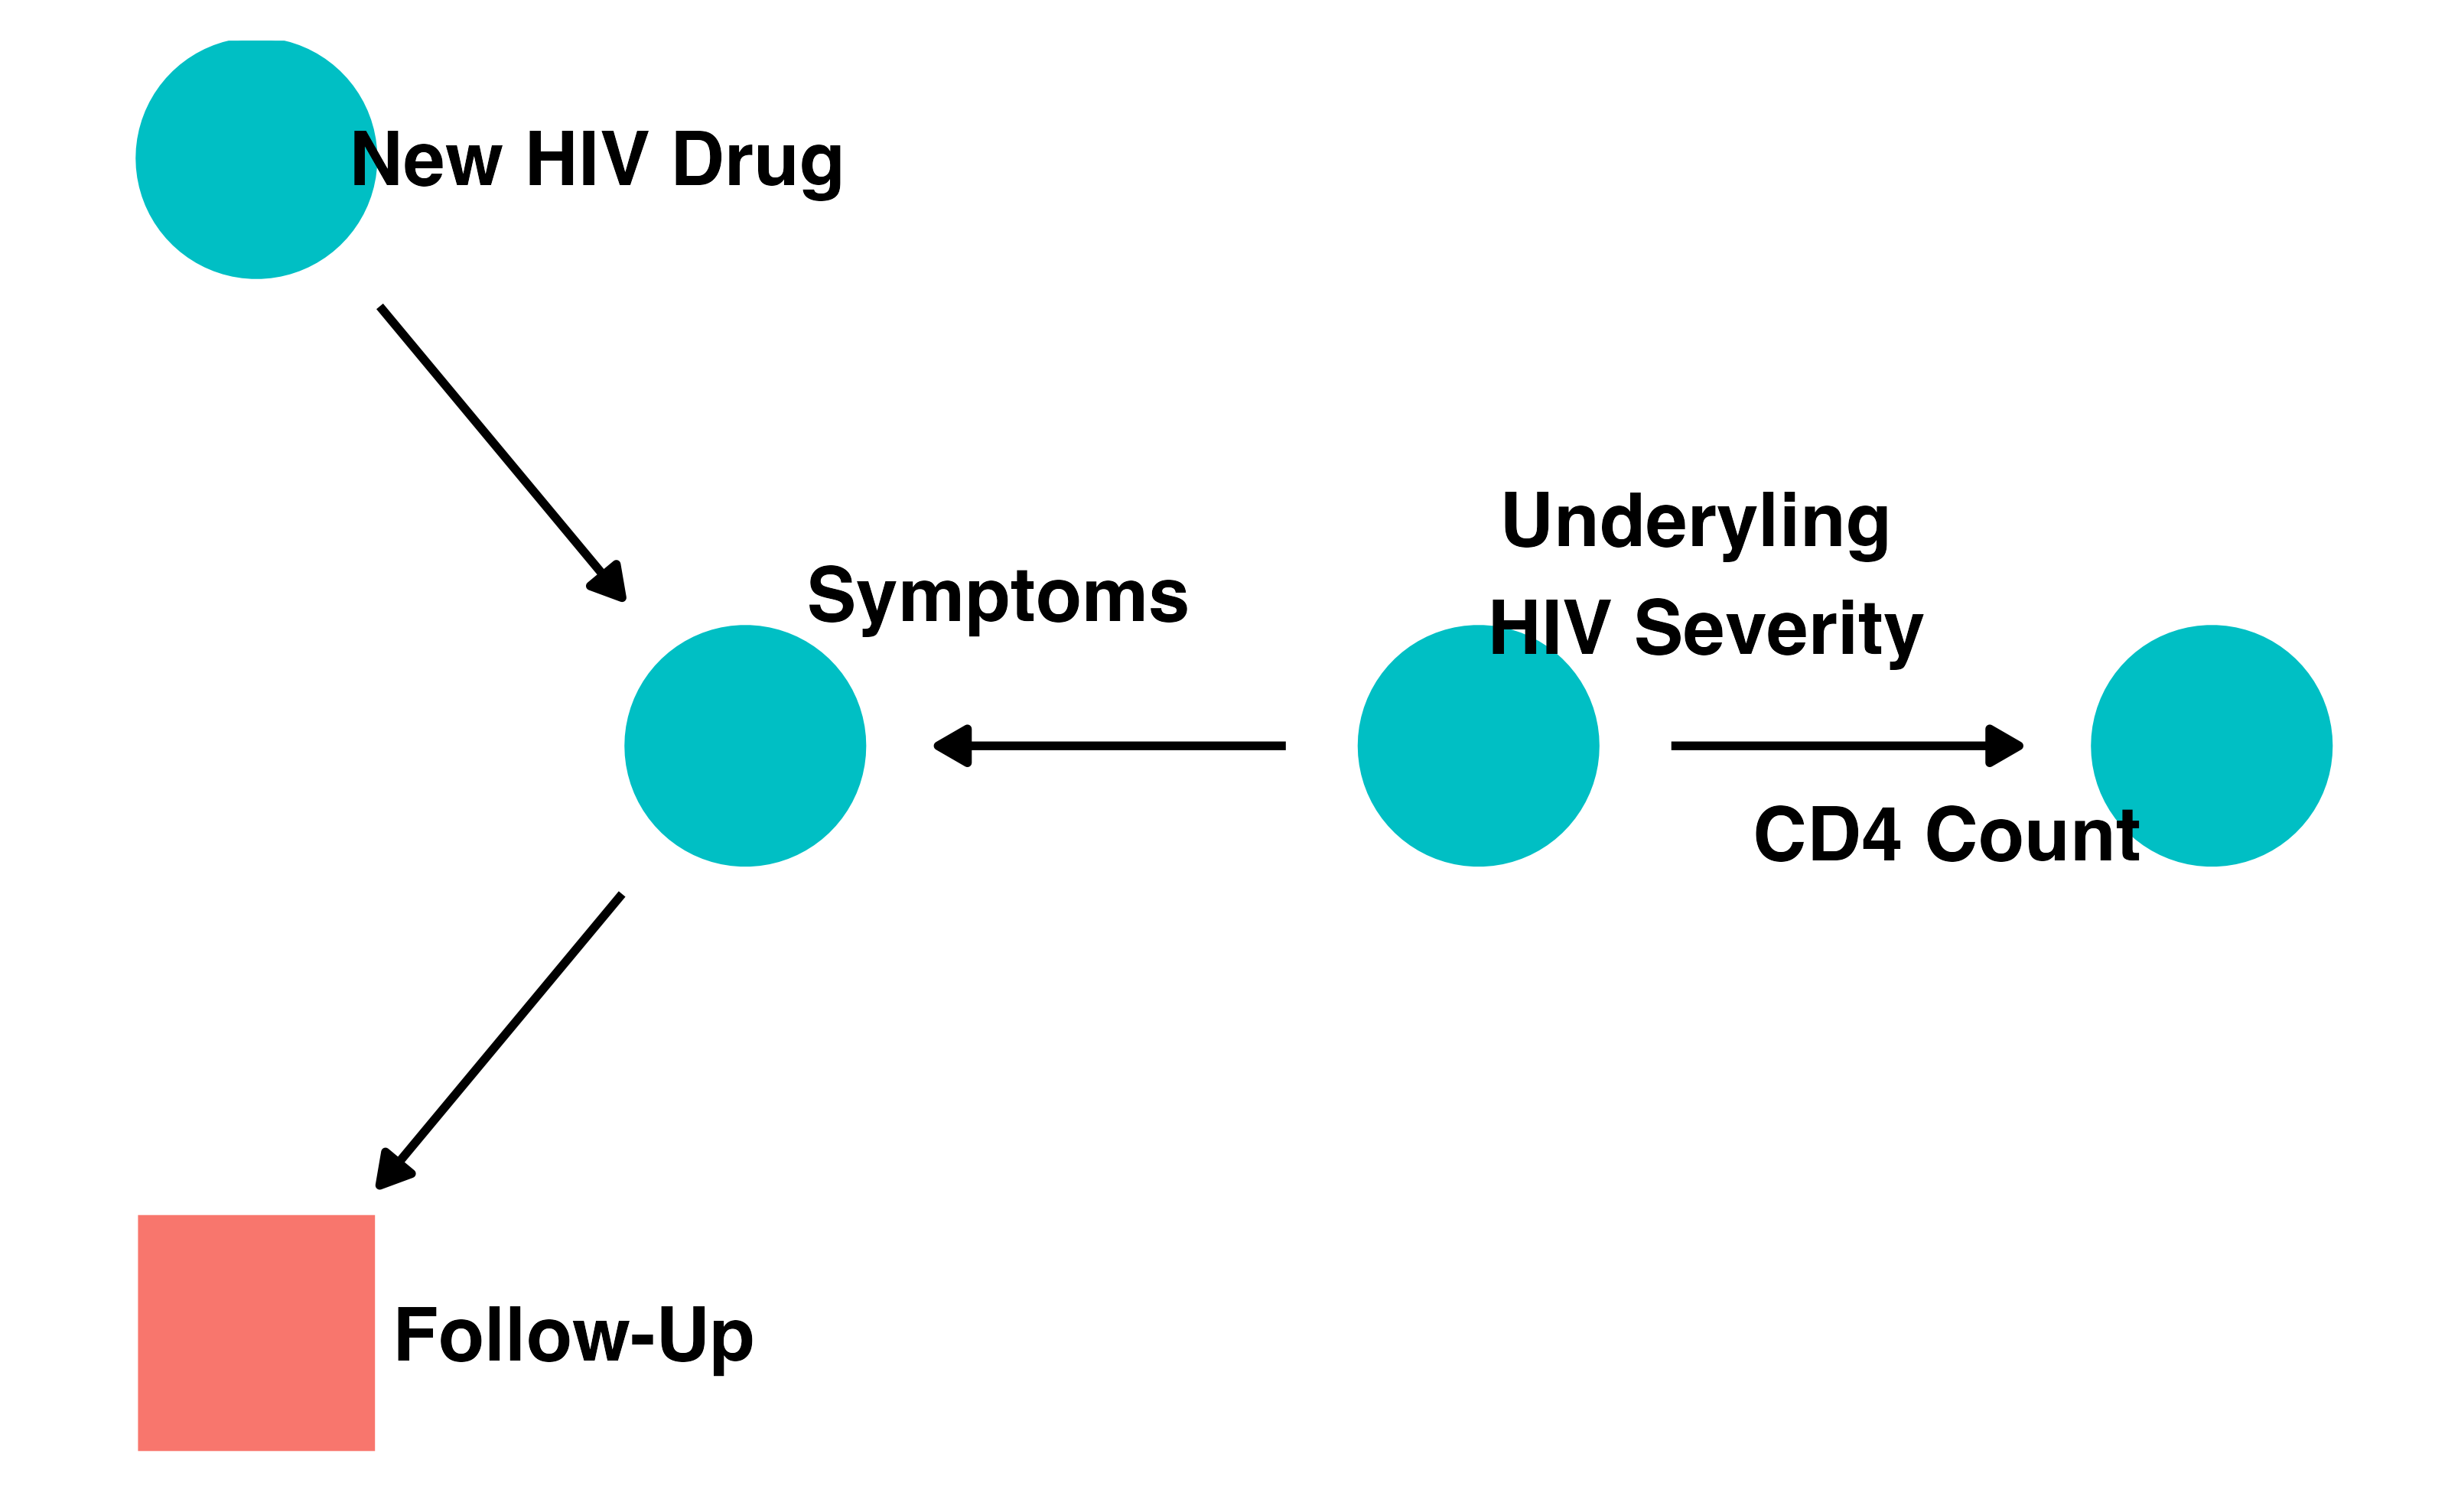 New HIV Drug
Symptoms
Underyling
HIV Severity
CD4 Count
Follow-Up